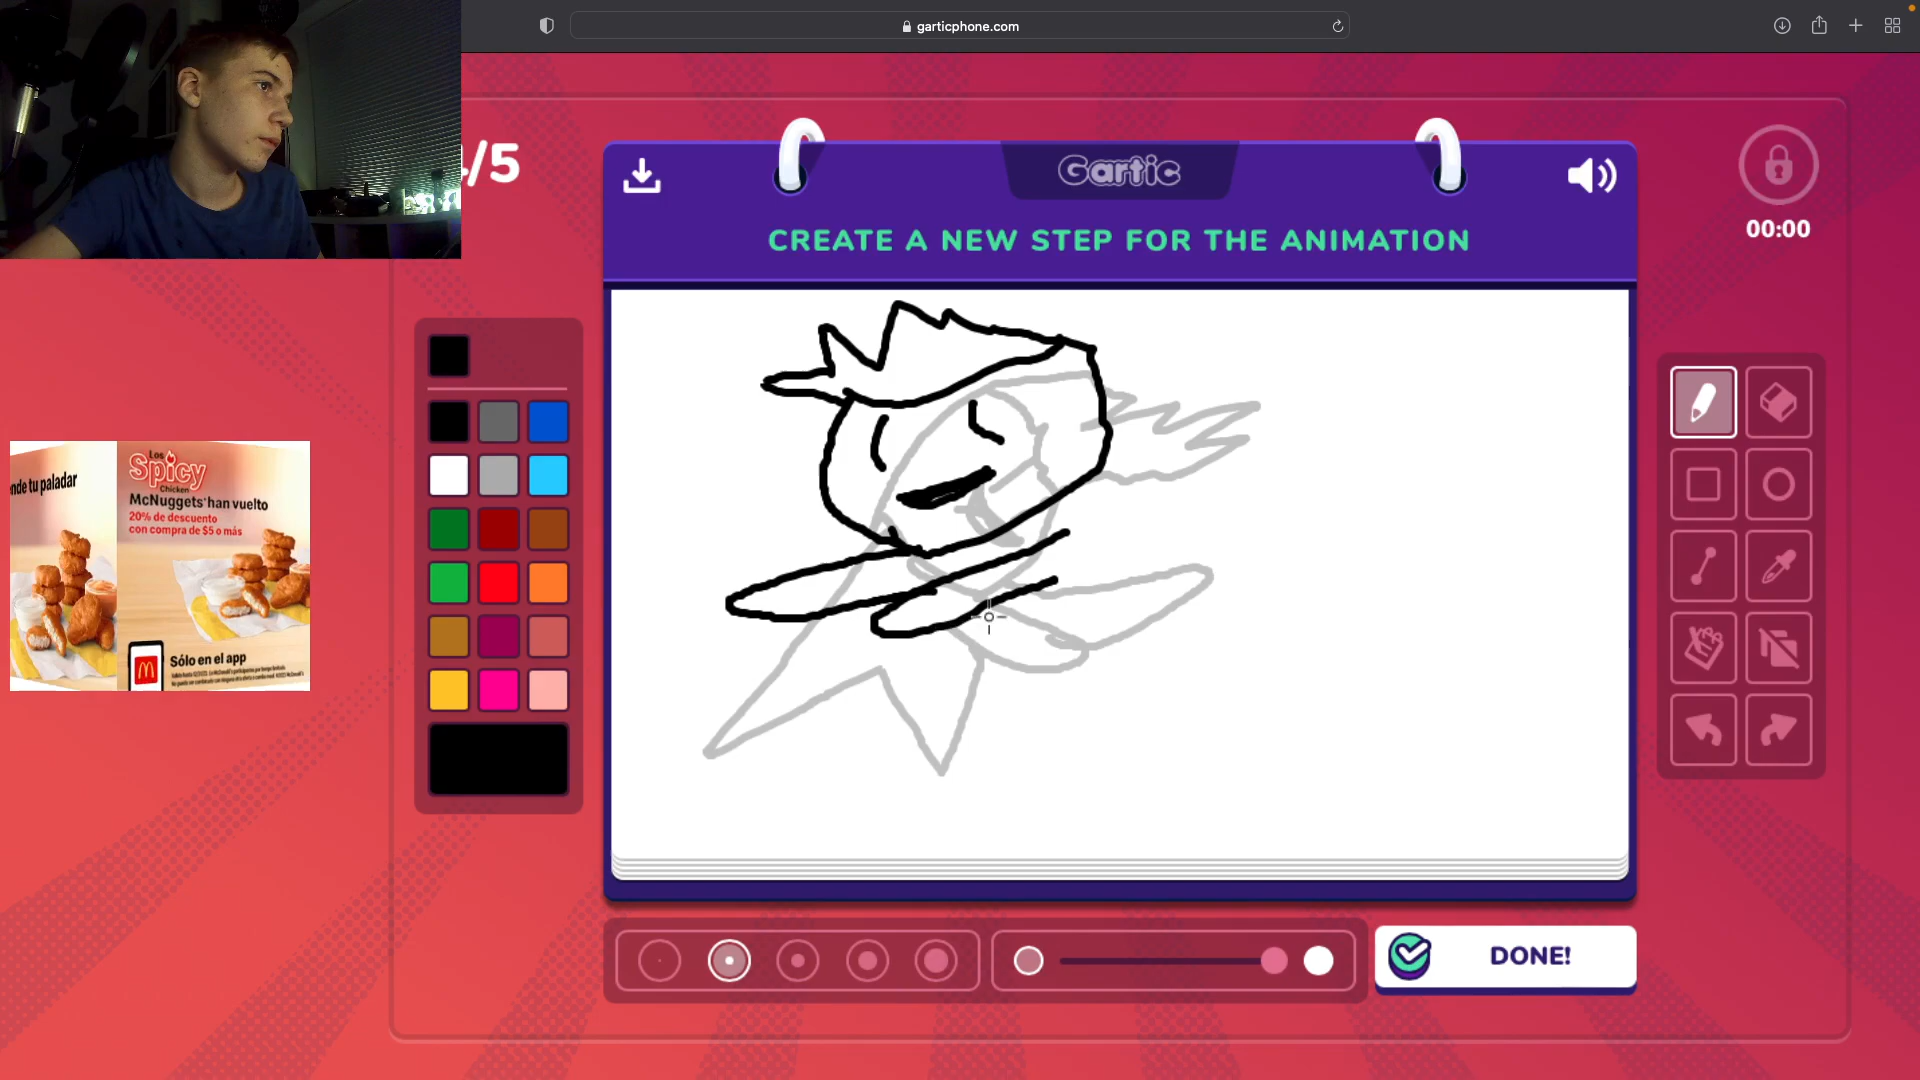 garticphone.com
/5
Gartic
00:00
CREATE A NEW STEP FOR THE ANIMATION
nde tu paladar
Los
Spicy
Chicken
McNuggets® han vuelto
20% de descuento
con compra de $5 o más
Sólo en el app
DONE!